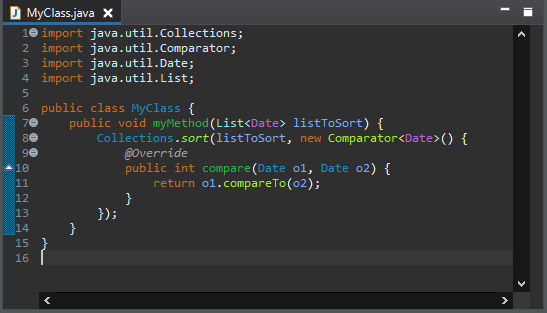 MyClass.java
1 import java.util.Collections;
2 import java.util.Comparator;
3 import java.util.Date;
4 import java.util.List;
5
6 public class MyClass {
7     public void myMethod(List<Date> listToSort) {
8         Collections.sort(listToSort, new Comparator<Date>() {
9             @Override
10             public int compare(Date o1, Date o2) {
11                 return o1.compareTo(o2);
12             }
13         });
14     }
15 }
16